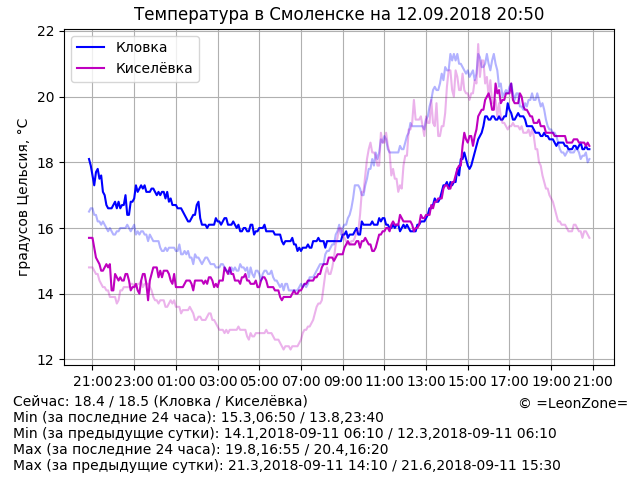 Температура в Смоленске на 12.09.2018 20:50
22
20
18
16
14
12
градусов Цельсия, °C
Кловка
Киселёвка
21:00 23:00 01:00 03:00 05:00 07:00 09:00 11:00 13:00 15:00 17:00 19:00 21:00
Сейчас: 18.4 / 18.5 (Кловка / Киселёвка)
© =LeonZone=
Min (за последние 24 часа): 15.3,06:50 / 13.8,23:40
Min (за предыдущие сутки): 14.1,2018-09-11 06:10 / 12.3,2018-09-11 06:10
Max (за последние 24 часа): 19.8,16:55 / 20.4,16:20
Max (за предыдущие сутки): 21.3,2018-09-11 14:10 / 21.6,2018-09-11 15:30